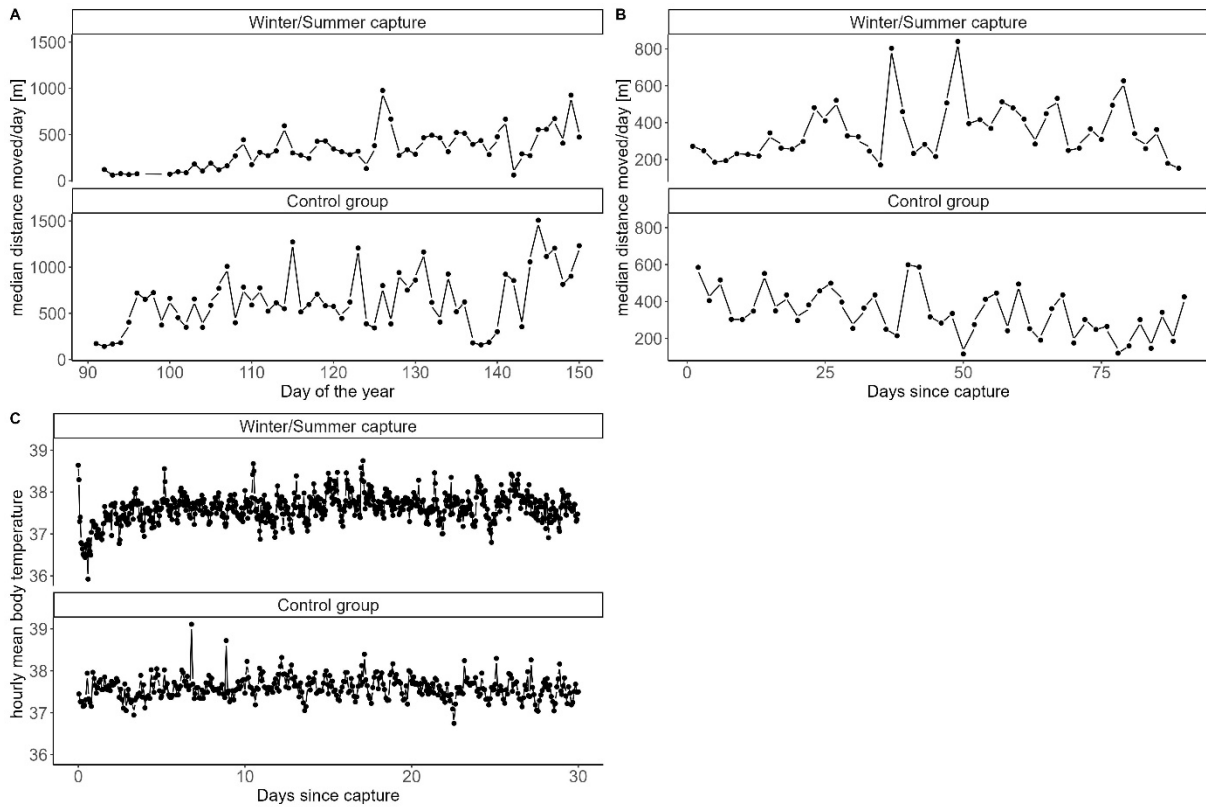 A
Winter/Summer capture
1500
1000
500
0
Control group
1500
1000
500
0
90 100 110 120 130 140 150
Day of the year
median distance moved/day [m]
B
Winter/Summer capture
800
600
400
200
Control group
800
600
400
200
0 25 50 75
Days since capture
median distance moved/day [m]
C
Winter/Summer capture
39
38
37
36
Control group
39
38
37
36
0 10 20 30
Days since capture
hourly mean body temperature